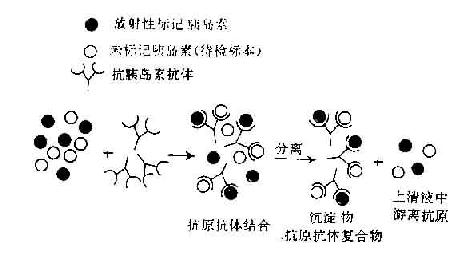 放射性标记胰岛素
未标记胰岛素(待检标本)
抗胰岛素抗体
分离
抗原抗体结合
沉淀物
抗原抗体复合物
上清液中
游离抗原